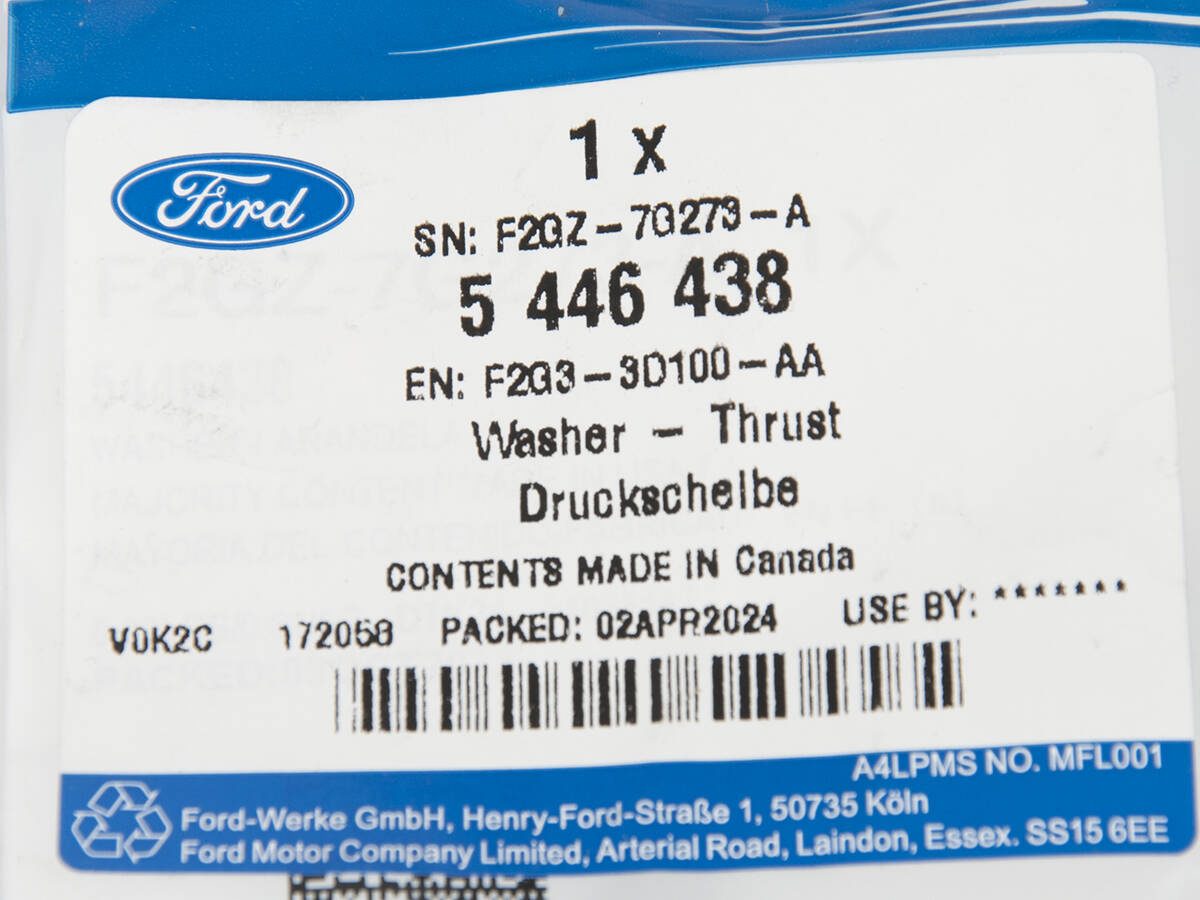 Ford
1 x
SN: F2GZ-7G273-A
5 446 438
EN: F2G3-3D100-AA
Washer - Thrust
Druckscheibe
CONTENTS MADE IN Canada
V0K2C 172058 PACKED: 02APR2024 USE BY: *******
A4LPMS NO. MFL001
Ford-Werke GmbH, Henry-Ford-Straße 1, 50735 Köln
Ford Motor Company Limited, Arterial Road, Laindon, Essex. SS15 6EE